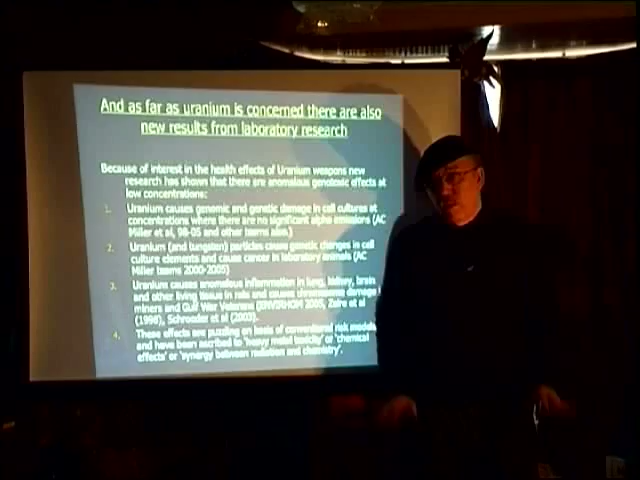 And as far as uranium is concerned there are also
new results from laboratory research
Because of interest in the health effects of Uranium weapons new
research has shown that there are anomalous genotoxic effects at
low concentrations:
1. Uranium causes genomic and genetic damage in cell cultures at
concentrations where there are no significant alpha emissions (AC
Miller et al, 98-05 and other teams also.)
2. Uranium (and tungsten) particles cause genetic changes in cell
culture elements and cause cancer in laboratory animals (AC
Miller teams 2000-2005)
3. Uranium causes anomalous inflammation in lung, kidney, brain
and other living tissue in rats and causes chromosome damage
miners and Gulf War Veterans (ENVIRHOM 2005, Zaire et al
(1998), Schroeder et al (2003).
4. These effects are puzzling on basis of conventional risk models
and have been ascribed to 'heavy metal toxicity' or 'chemical
effects' or 'synergy between radiation and chemistry'.